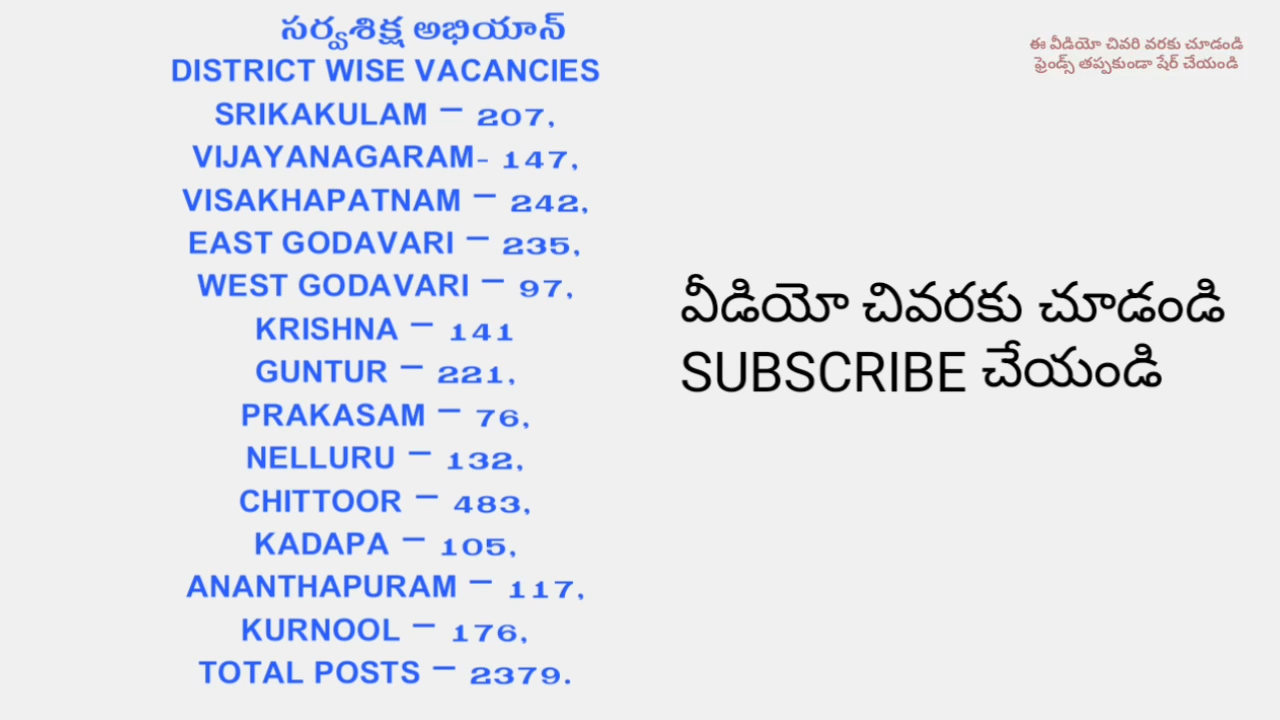 సర్వశిక్ష అభియాన్
DISTRICT WISE VACANCIES
SRIKAKULAM – 207,
VIJAYANAGARAM- 147,
VISAKHAPATNAM – 242,
EAST GODAVARI – 235,
WEST GODAVARI – 97,
KRISHNA – 141
GUNTUR – 221,
PRAKASAM – 76,
NELLURU – 132,
CHITTOOR – 483,
KADAPA – 105,
ANANTHAPURAM – 117,
KURNOOL – 176,
TOTAL POSTS – 2379.
ఈ వీడియో చివరి వరకు చూడండి
ఫ్రెండ్స్ తప్పకుండా షేర్ చేయండి
వీడియో చివరకు చూడండి
SUBSCRIBE చేయండి